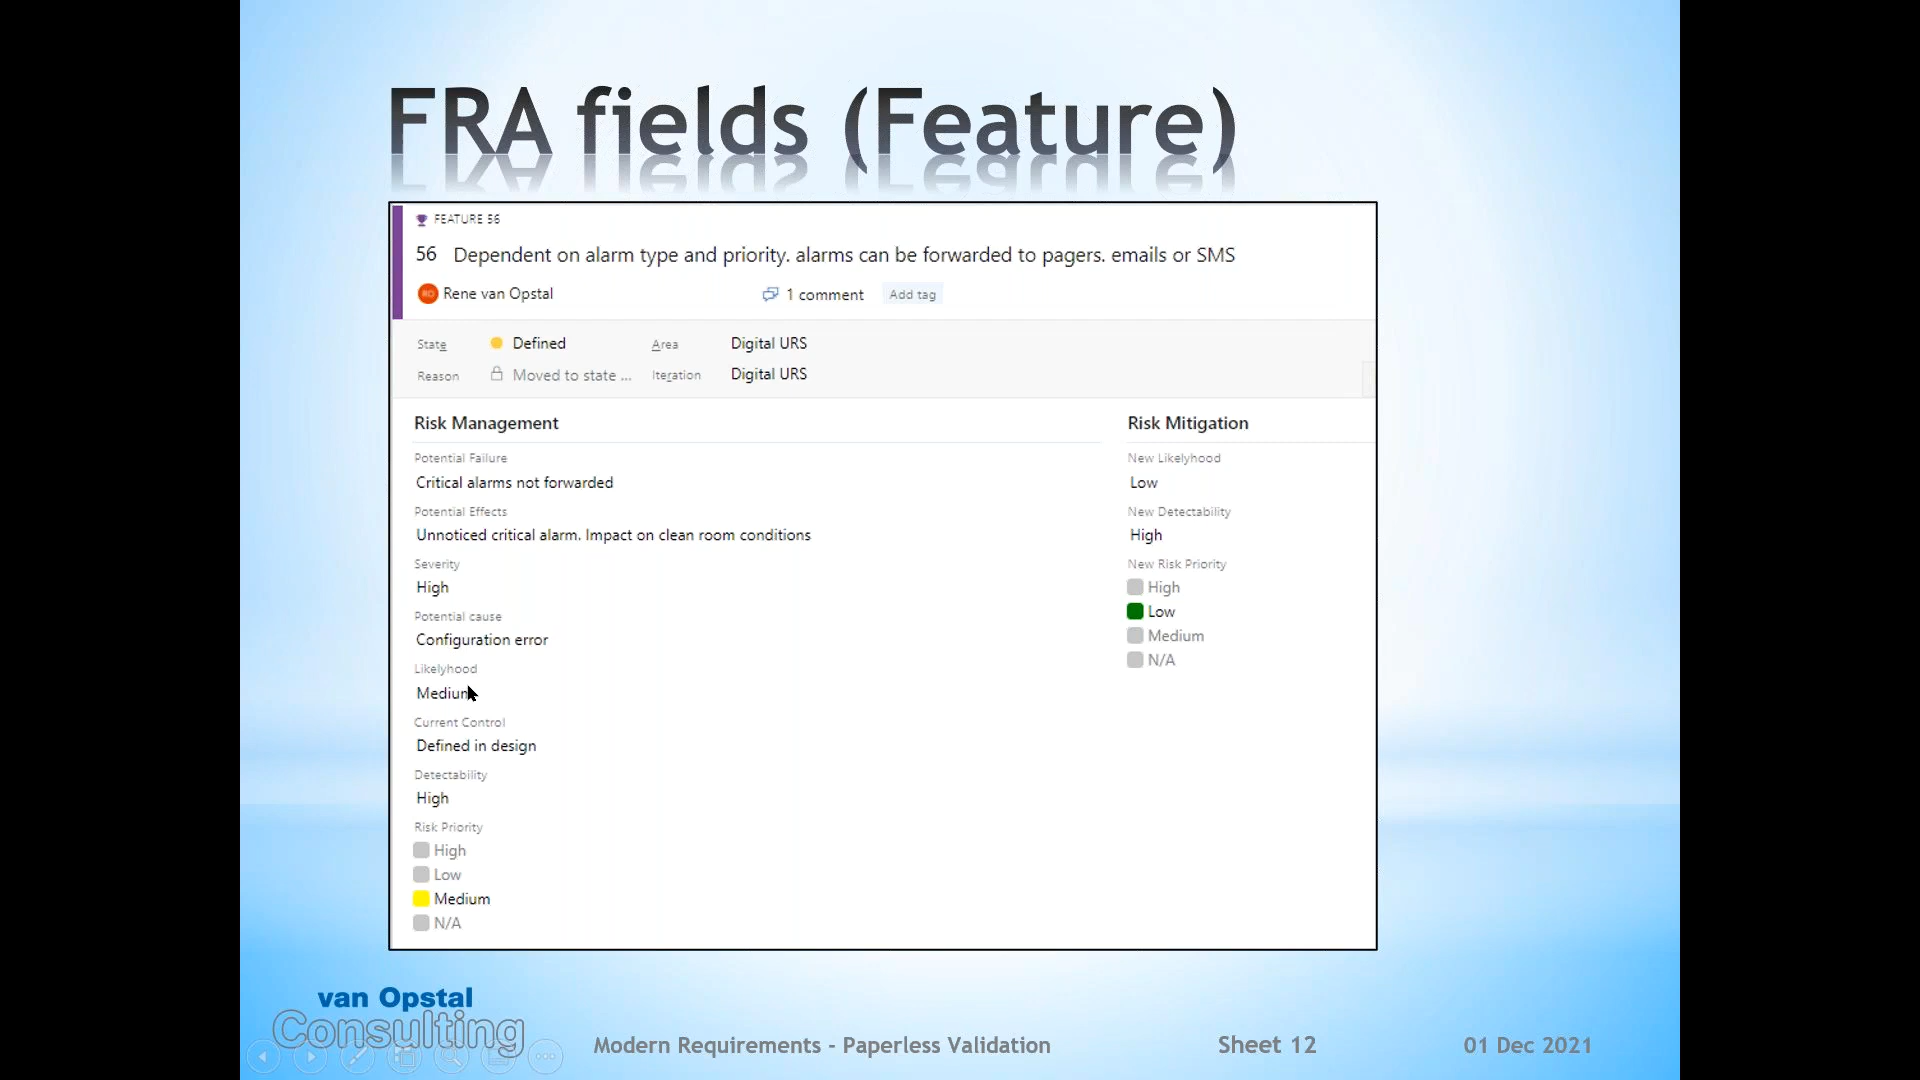 FRA fields (Feature)
FEATURE 56
56 Dependent on alarm type and priority. alarms can be forwarded to pagers. emails or SMS
RO Rene van Opstal 1 comment Add tag
State Defined Area Digital URS
Reason Moved to state ... Iteration Digital URS
Risk Management
Potential Failure
Critical alarms not forwarded
Potential Effects
Unnoticed critical alarm. Impact on clean room conditions
Severity
High
Potential cause
Configuration error
Likelyhood
Medium
Current Control
Defined in design
Detectability
High
Risk Priority
High
Low
Medium
N/A
Risk Mitigation
New Likelyhood
Low
New Detectability
High
New Risk Priority
High
Low
Medium
N/A
van Opstal
Consulting
Modern Requirements - Paperless Validation Sheet 12 01 Dec 2021